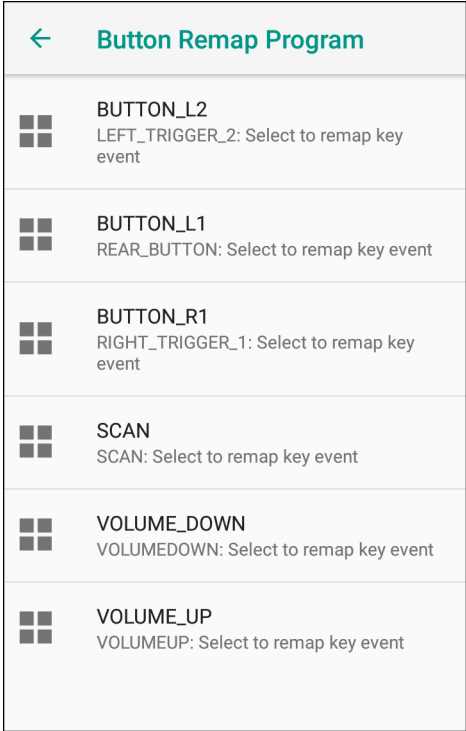 Button Remap Program
BUTTON_L2
LEFT_TRIGGER_2: Select to remap key
event
BUTTON_L1
REAR_BUTTON: Select to remap key event
BUTTON_R1
RIGHT_TRIGGER_1: Select to remap key
event
SCAN
SCAN: Select to remap key event
VOLUME_DOWN
VOLUMEDOWN: Select to remap key event
VOLUME_UP
VOLUMEUP: Select to remap key event